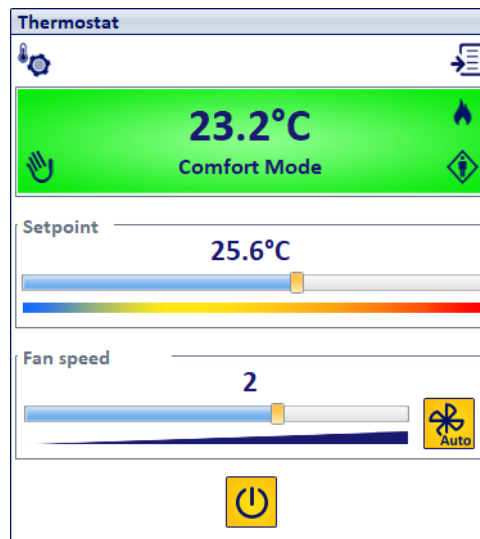 Thermostat
23.2°C
Comfort Mode
Setpoint
25.6°C
Fan speed
2
Auto